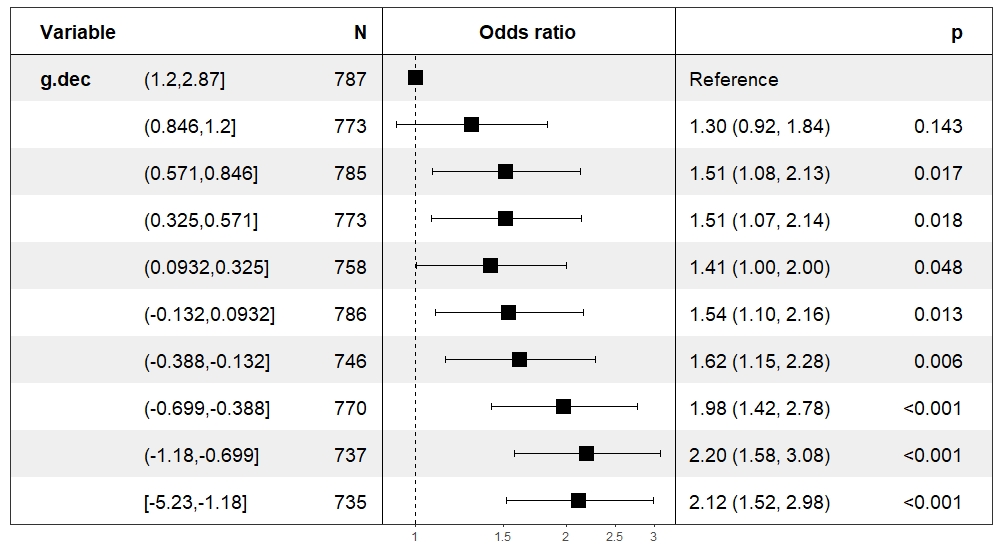 Variable N Odds ratio p
g.dec (1.2,2.87] 787 Reference
(0.846,1.2] 773 1.30 (0.92, 1.84) 0.143
(0.571,0.846] 785 1.51 (1.08, 2.13) 0.017
(0.325,0.571] 773 1.51 (1.07, 2.14) 0.018
(0.0932,0.325] 758 1.41 (1.00, 2.00) 0.048
(-0.132,0.0932] 786 1.54 (1.10, 2.16) 0.013
(-0.388,-0.132] 746 1.62 (1.15, 2.28) 0.006
(-0.699,-0.388] 770 1.98 (1.42, 2.78) <0.001
(-1.18,-0.699] 737 2.20 (1.58, 3.08) <0.001
[-5.23,-1.18] 735 2.12 (1.52, 2.98) <0.001
1 1.5 2 2.5 3